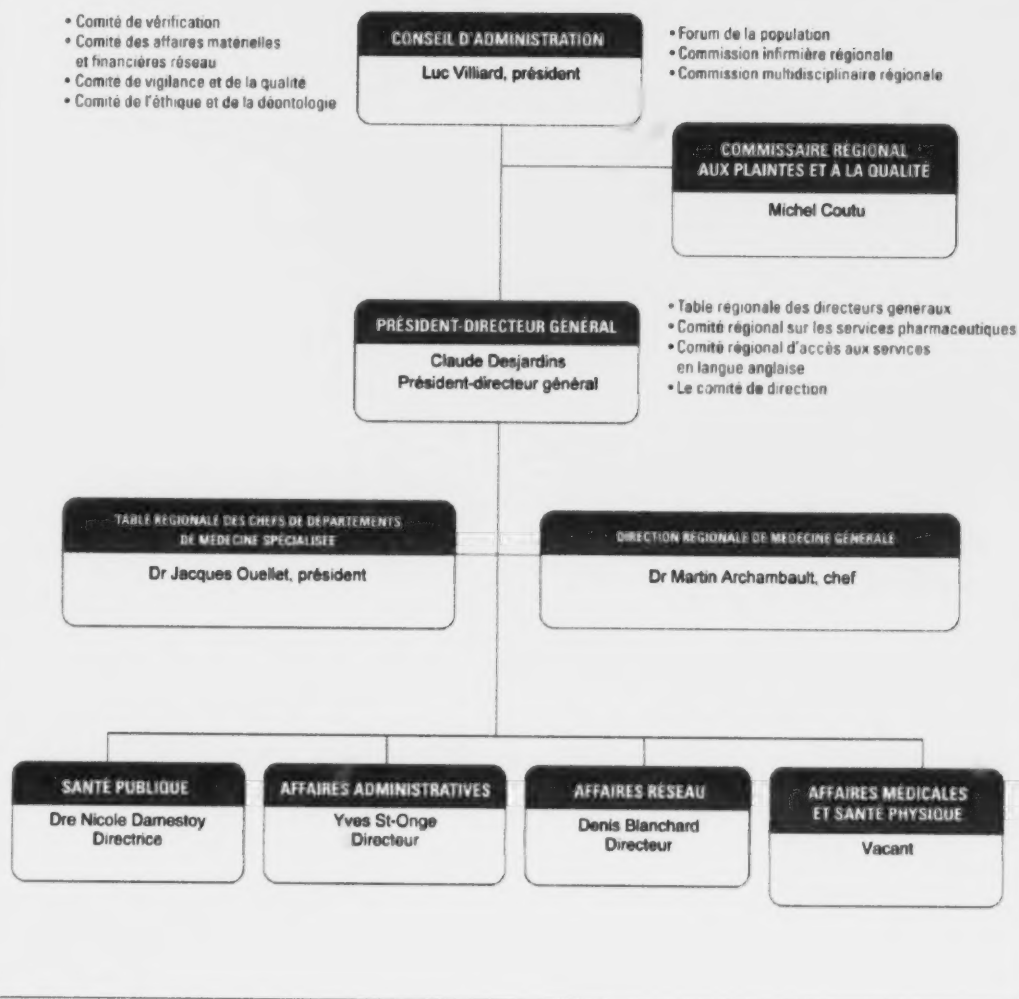 • Comité de vérification
• Comité des affaires matérielles
et financières réseau
• Comité de vigilance et de la qualité
• Comité de l'éthique et de la déontologie
CONSEIL D'ADMINISTRATION
Luc Villiard, président
• Forum de la population
• Commission infirmière régionale
• Commission multidisciplinaire régionale
COMMISSAIRE RÉGIONAL
AUX PLAINTES ET À LA QUALITÉ
Michel Coutu
PRÉSIDENT-DIRECTEUR GÉNÉRAL
Claude Desjardins
Président-directeur général
• Table régionale des directeurs generaux
• Comité régional sur les services pharmaceutiques
• Comité régional d'accès aux services
en langue anglaise
• Le comité de direction
TABLE RÉGIONALE DES CHEFS DE DÉPARTEMENTS
DE MÉDECINE SPÉCIALISÉE
Dr Jacques Ouellet, président
DIRECTION RÉGIONALE DE MÉDECINE GÉNÉRALE
Dr Martin Archambault, chef
SANTÉ PUBLIQUE
Dre Nicole Damestoy
Directrice
AFFAIRES ADMINISTRATIVES
Yves St-Onge
Directeur
AFFAIRES RÉSEAU
Denis Blanchard
Directeur
AFFAIRES MÉDICALES
ET SANTÉ PHYSIQUE
Vacant